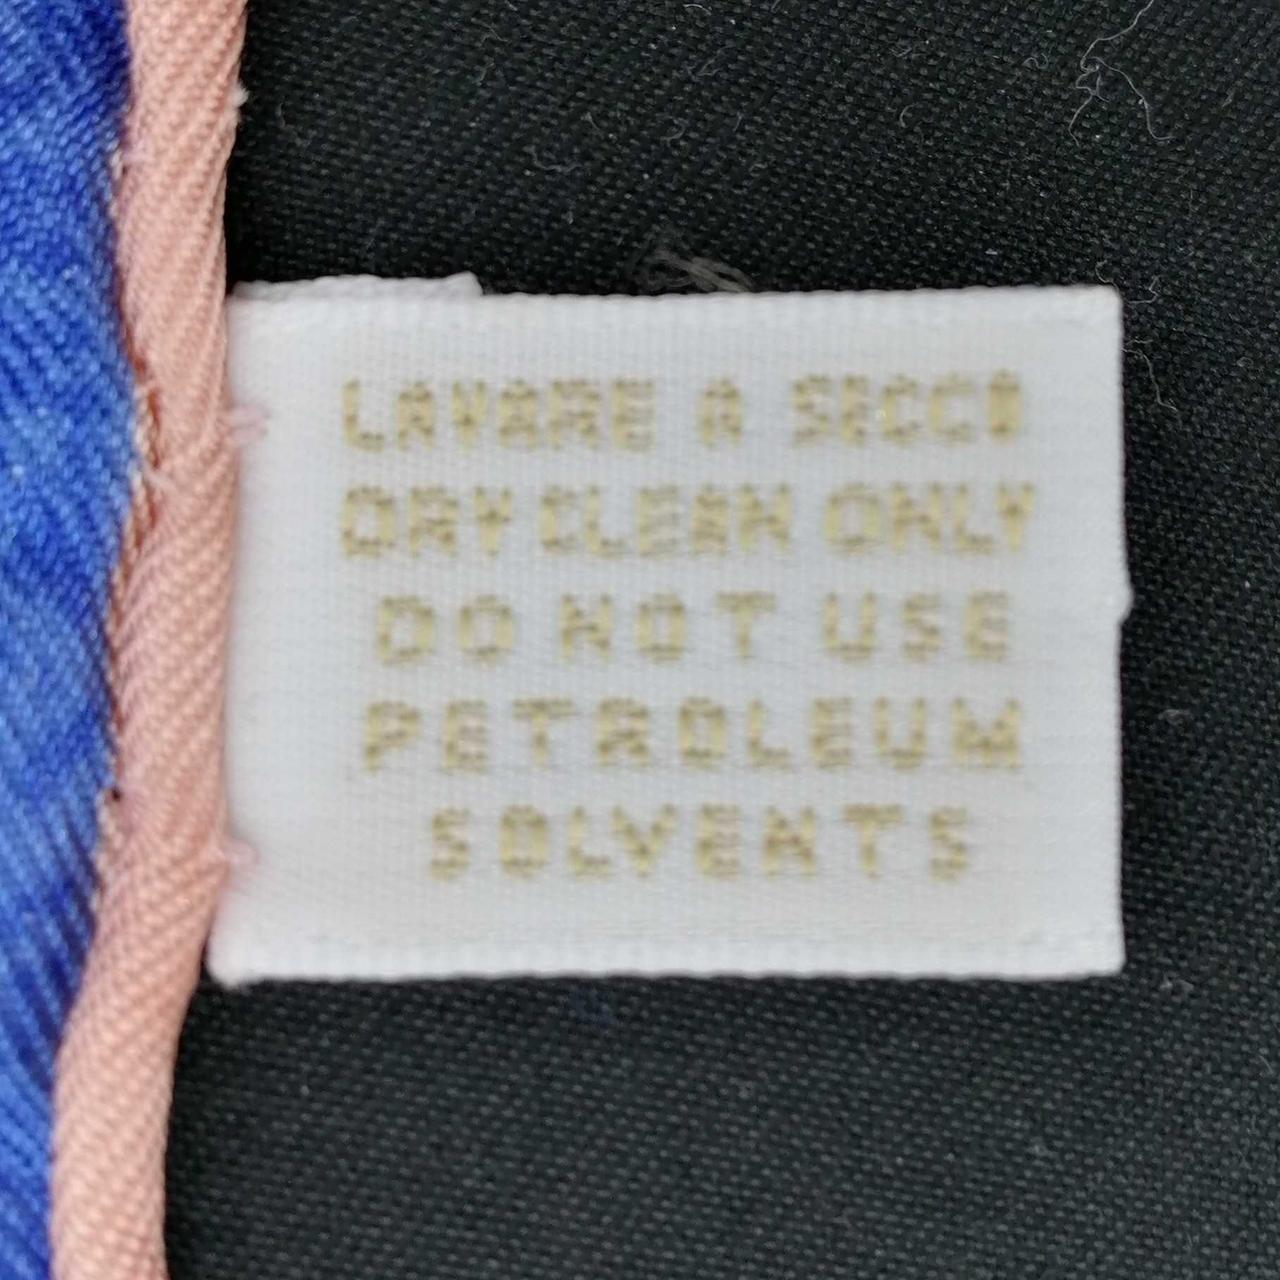 LAVARE A SECCO
DRY CLEAN ONLY
DO NOT USE
PETROLEUM
SOLVENTS